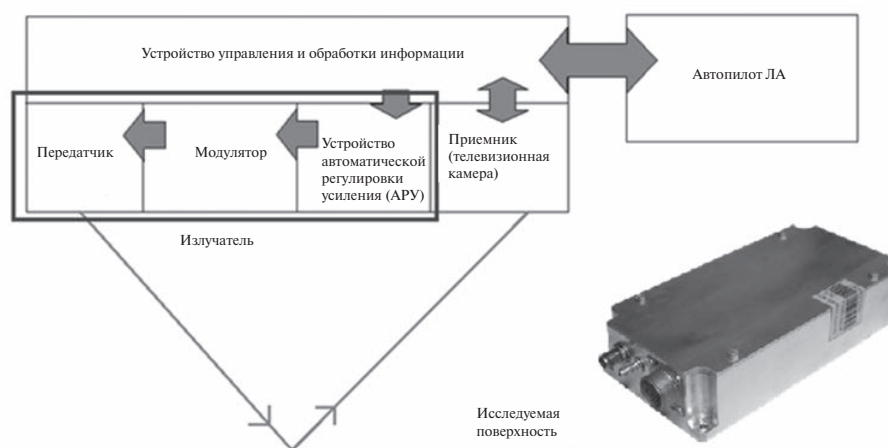 Устройство управления и обработки информации
Автопилот ЛА
Передатчик
Модулятор
Устройство
автоматической
регулировки
усиления (АРУ)
Приемник
(телевизионная
камера)
Излучатель
Исследуемая
поверхность